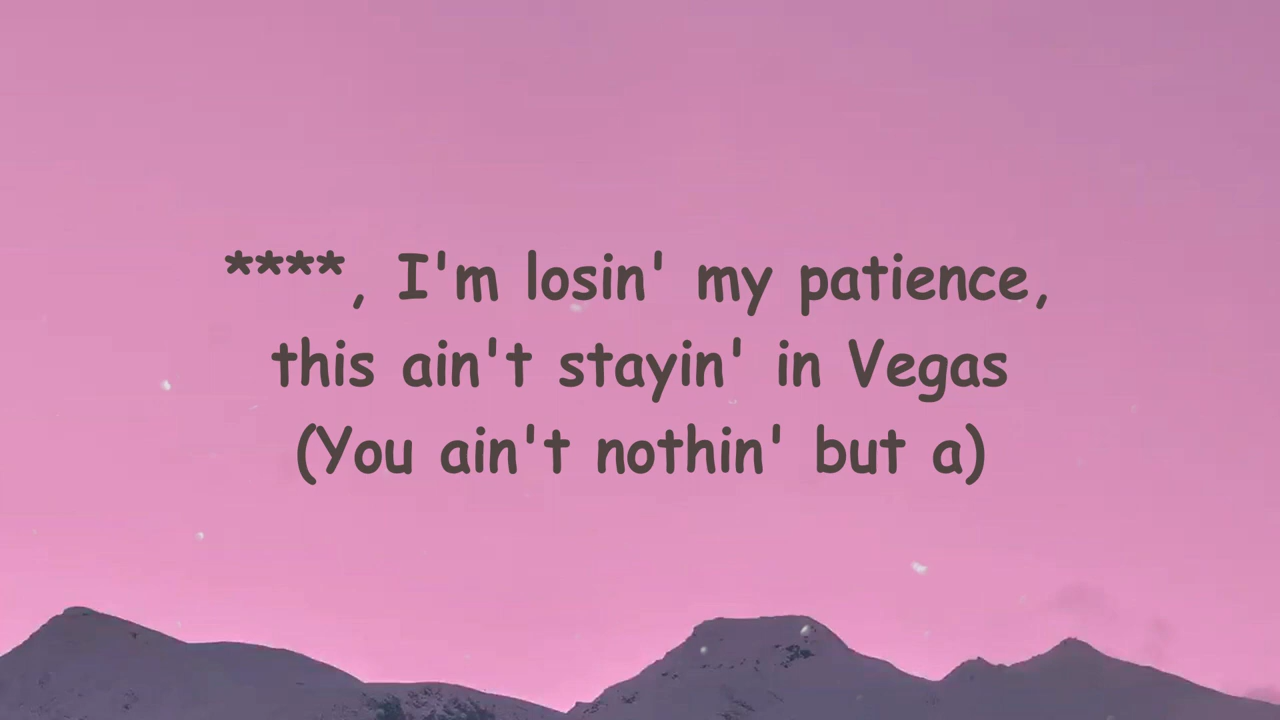 ****, I'm losin' my patience,
this ain't stayin' in Vegas
(You ain't nothin' but a)